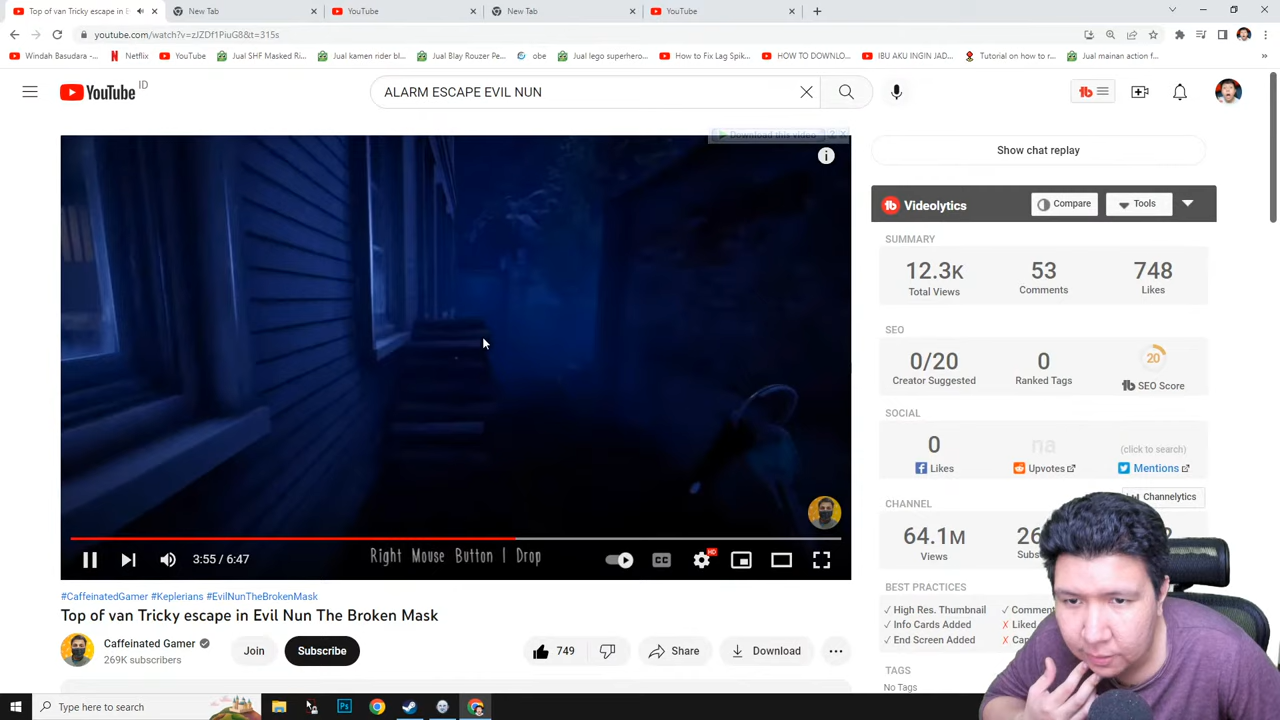 Top of van Tricky escape in E
New Tab
YouTube
New Tab
YouTube
youtube.com/watch?v=zJZDf1PiuG8&t=315s
Windah Basudara -...
Netflix
YouTube
Jual SHF Masked Ri...
Jual kamen rider bl...
Jual Blay Rouzer Pe...
obe
Jual lego superhero...
How to Fix Lag Spik...
HOW TO DOWNLO...
IBU AKU INGIN JAD...
Tutorial on how to r...
Jual mainan action f...
YouTube ID
ALARM ESCAPE EVIL NUN
Download this video
Show chat replay
Videolytics
Compare
Tools
SUMMARY
12.3K
53
748
Total Views
Comments
Likes
SEO
0/20
0
20
Creator Suggested
Ranked Tags
SEO Score
SOCIAL
0
na
(click to search)
Likes
Upvotes
Mentions
CHANNEL
Channelytics
64.1M
Views
BEST PRACTICES
High Res. Thumbnail
Info Cards Added
Liked
End Screen Added
TAGS
No Tags
Right Mouse Button | Drop
3:55 / 6:47
CC
HD
#CaffeinatedGamer #Keplerians #EvilNunTheBrokenMask
Top of van Tricky escape in Evil Nun The Broken Mask
Caffeinated Gamer
269K subscribers
Join
Subscribe
749
Share
Download
Type here to search